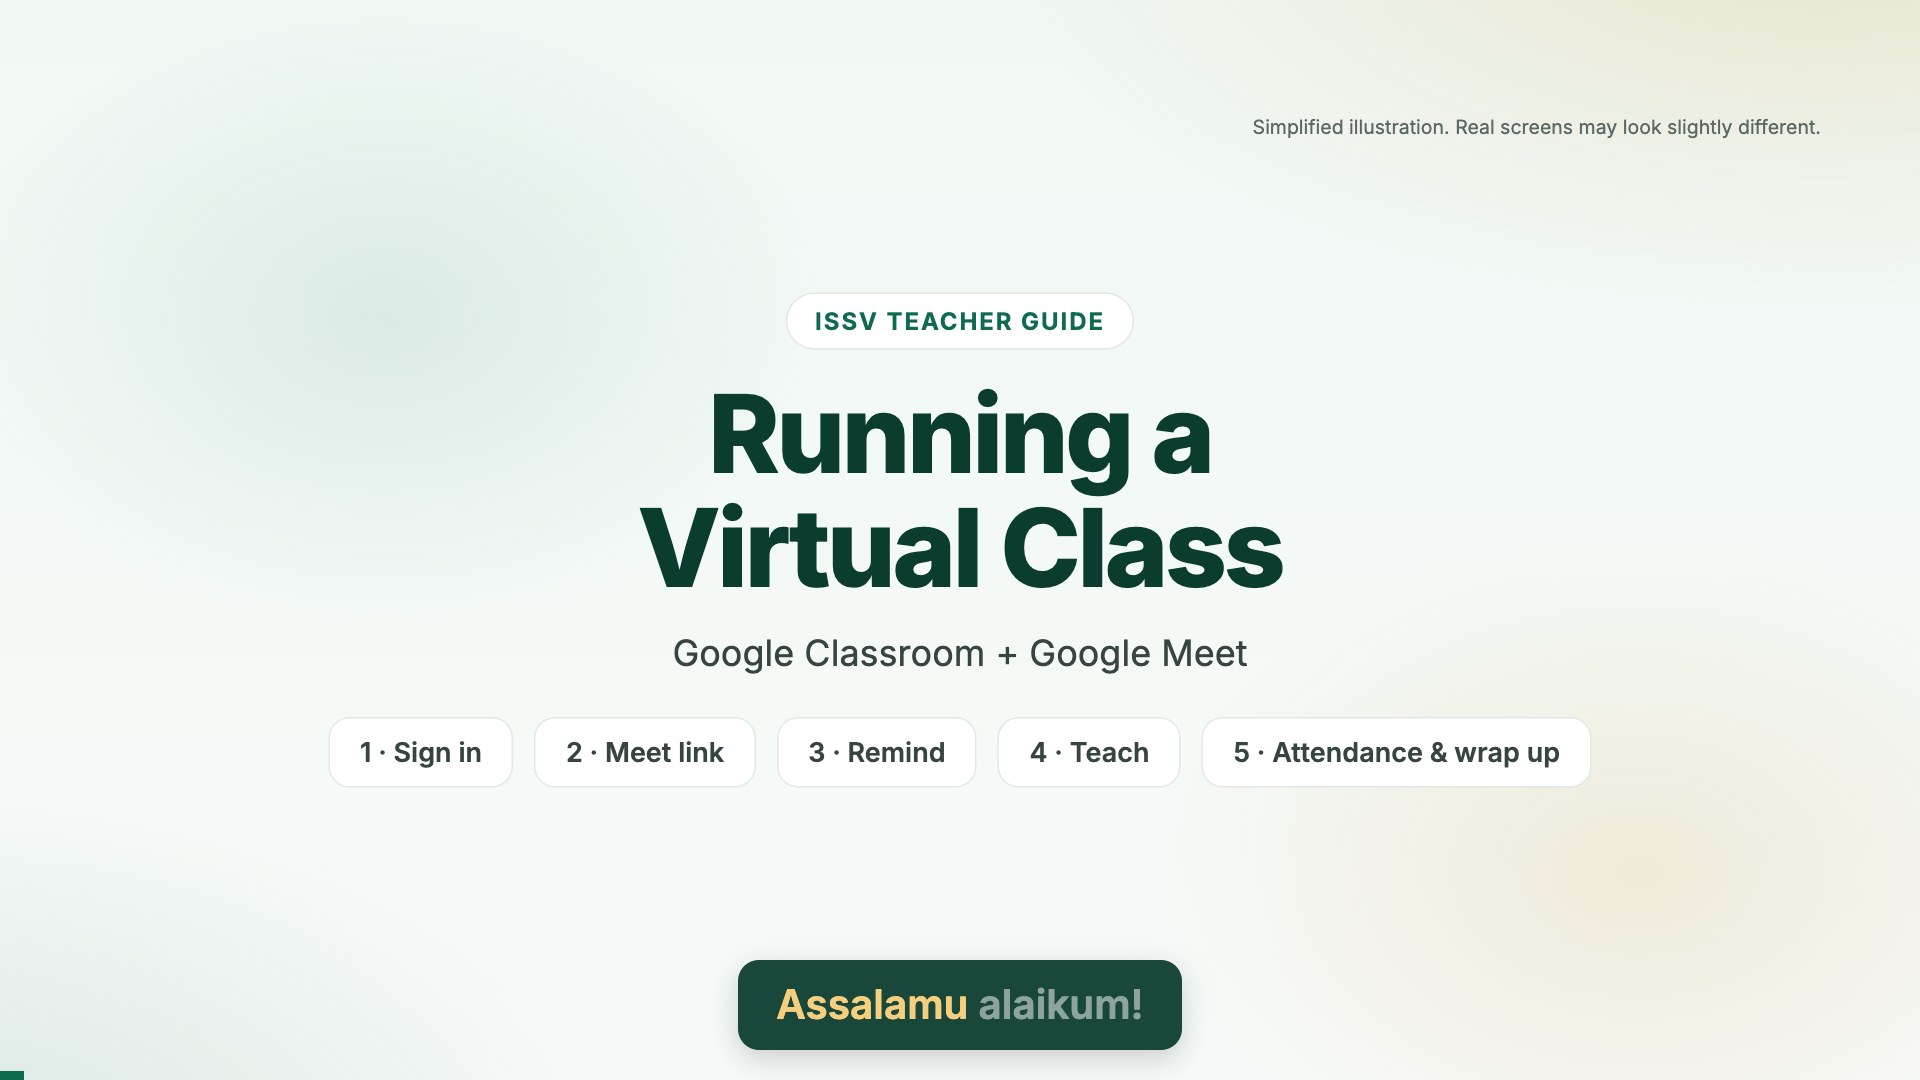 Simplified illustration. Real screens may look slightly different.
ISSV TEACHER GUIDE
Running a
Virtual Class
Google Classroom + Google Meet
1 · Sign in
2 · Meet link
3 · Remind
4 · Teach
5 · Attendance & wrap up
Assalamu alaikum!